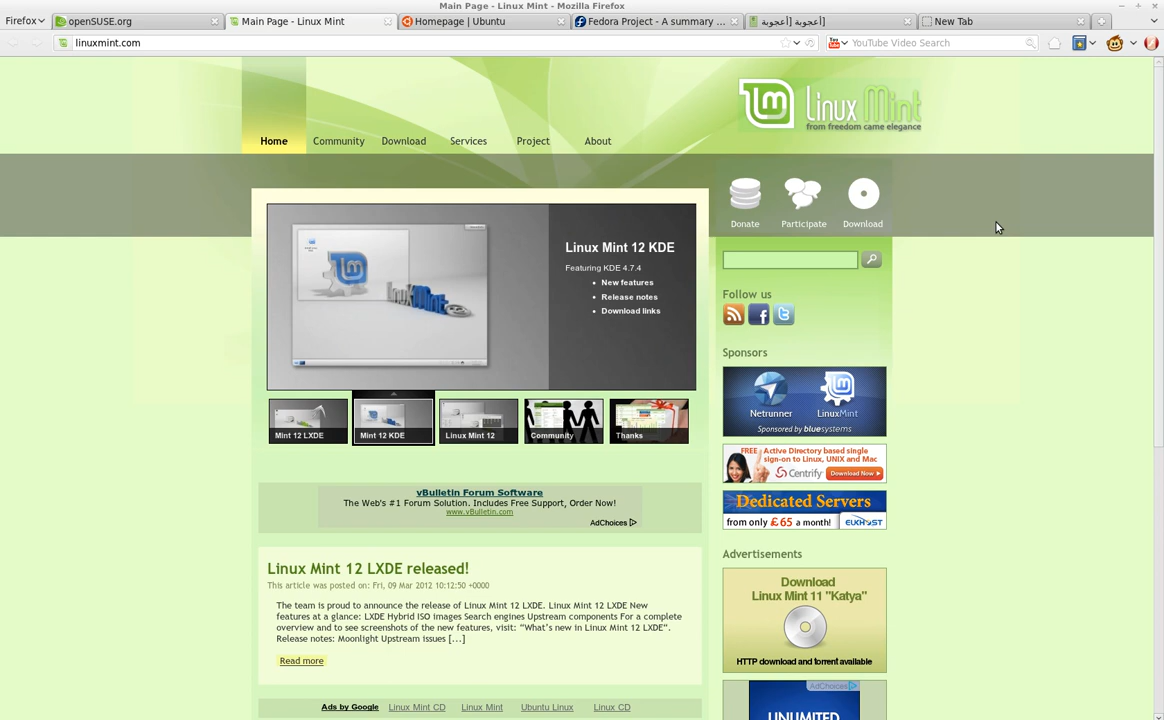 Main Page - Linux Mint - Mozilla Firefox
Firefox
openSUSE.org
Main Page - Linux Mint
Homepage | Ubuntu
Fedora Project - A summary ...
أعجوبة [أعجوبة]
New Tab
linuxmint.com
You Tube
YouTube Video Search
Linux Mint
from freedom came elegance
Home
Community
Download
Services
Project
About
Donate
Participate
Download
Linux Mint 12 KDE
Featuring KDE 4.7.4
• New features
• Release notes
• Download links
LinuxMint
Follow us
Sponsors
Netrunner
LinuxMint
Sponsored by bluesystems
Mint 12 LXDE
Mint 12 KDE
Linux Mint 12
Community
Thanks
FREE Active Directory based single
sign-on to Linux, UNIX and Mac
Centrify
Download Now
Dedicated Servers
from only £65 a month!
EUKHOST
vBulletin Forum Software
The Web's #1 Forum Solution. Includes Free Support, Order Now!
www.vBulletin.com
AdChoices
Advertisements
Download
Linux Mint 11 "Katya"
HTTP download and torrent available
Linux Mint 12 LXDE released!
This article was posted on: Fri, 09 Mar 2012 10:12:50 +0000
The team is proud to announce the release of Linux Mint 12 LXDE. Linux Mint 12 LXDE New
features at a glance: LXDE Hybrid ISO images Search engines Upstream components For a complete
overview and to see screenshots of the new features, visit: “What’s new in Linux Mint 12 LXDE“.
Release notes: Moonlight Upstream issues [...]
Read more
AdChoices
UNLIMITED
Ads by Google
Linux Mint CD
Linux Mint
Ubuntu Linux
Linux CD